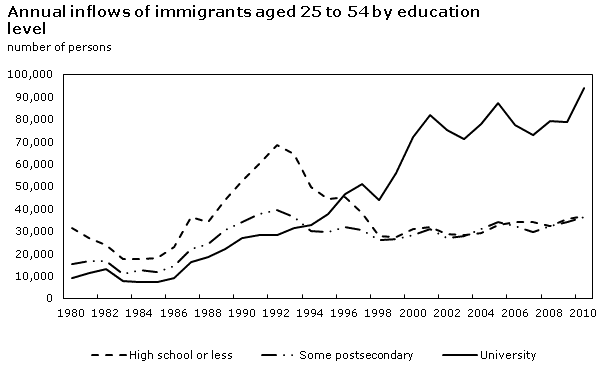 Annual inflows of immigrants aged 25 to 54 by education
level
number of persons
100,000
90,000
80,000
70,000
60,000
50,000
40,000
30,000
20,000
10,000
0
1980 1982 1984 1986 1988 1990 1992 1994 1996 1998 2000 2002 2004 2006 2008 2010
High school or less Some postsecondary University